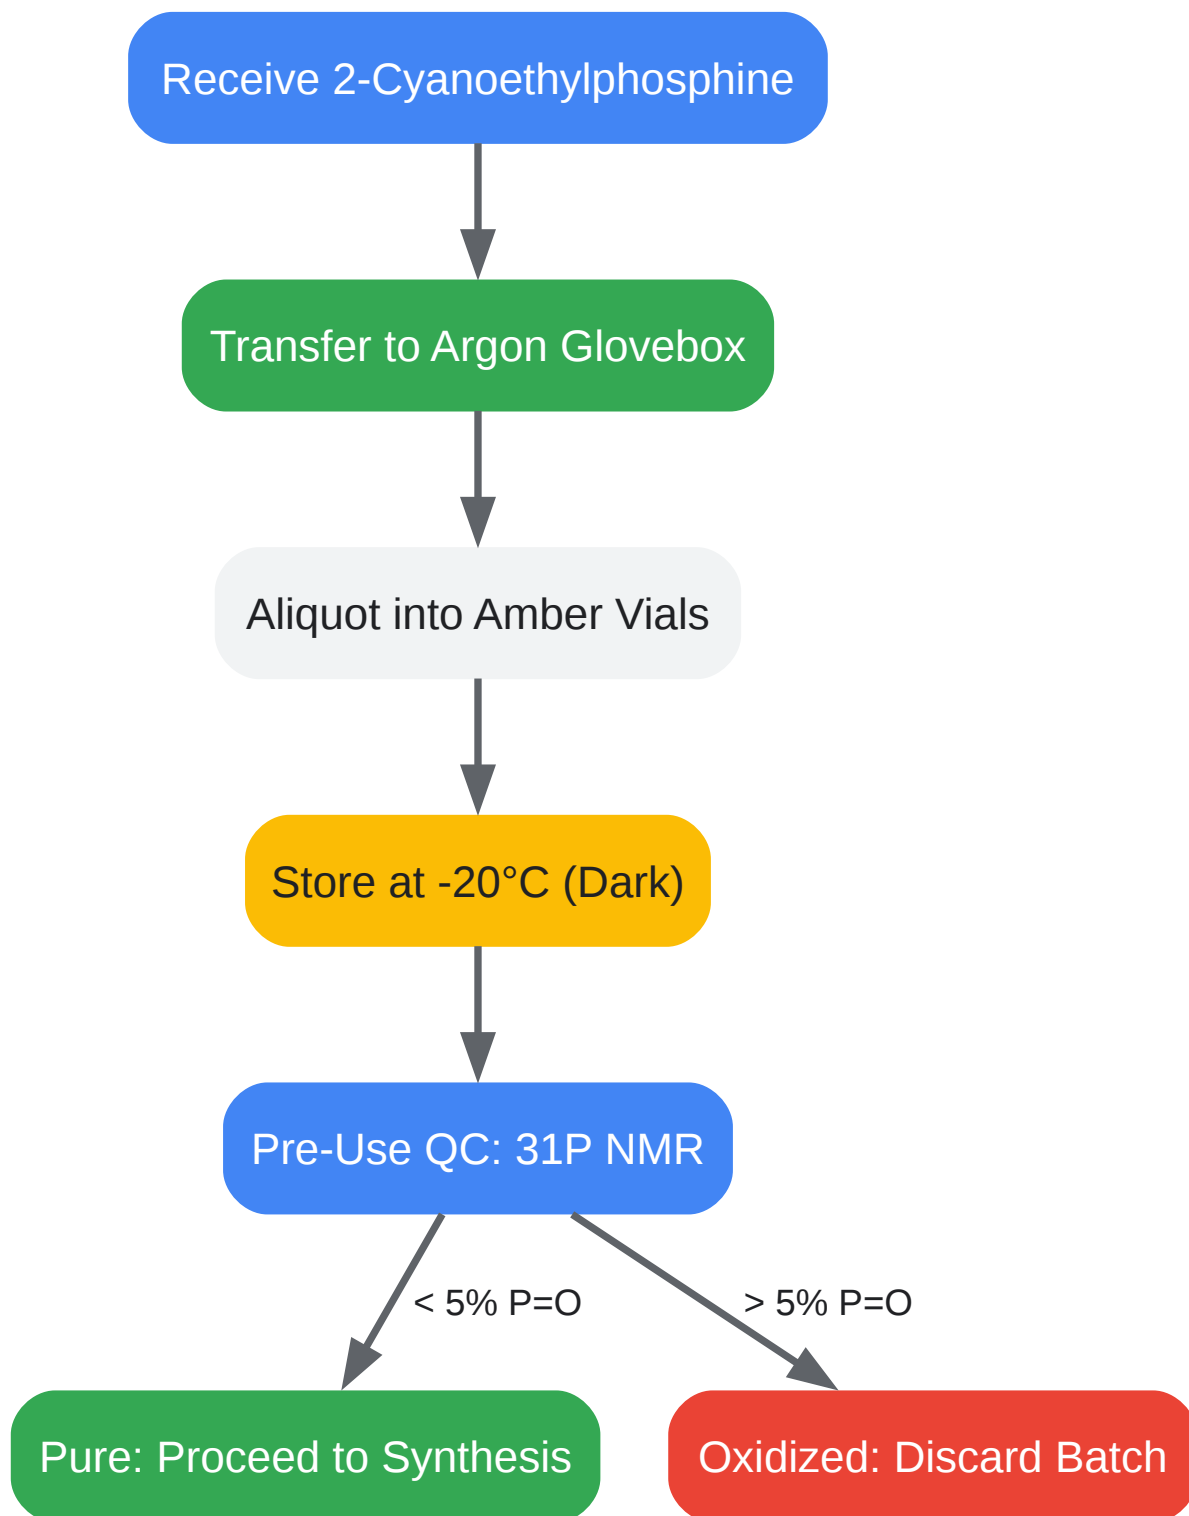 Receive 2-Cyanoethylphosphine
Transfer to Argon Glovebox
Aliquot into Amber Vials
Store at -20°C (Dark)
Pre-Use QC: 31P NMR
< 5% P=O
> 5% P=O
Pure: Proceed to Synthesis
Oxidized: Discard Batch